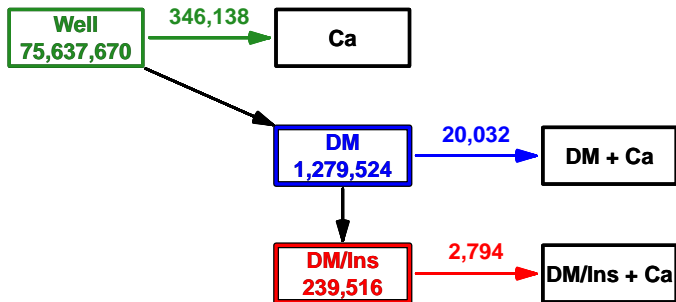 Well
75,637,670
346,138
Ca
DM
1,279,524
20,032
DM + Ca
DM/Ins
239,516
2,794
DM/Ins + Ca